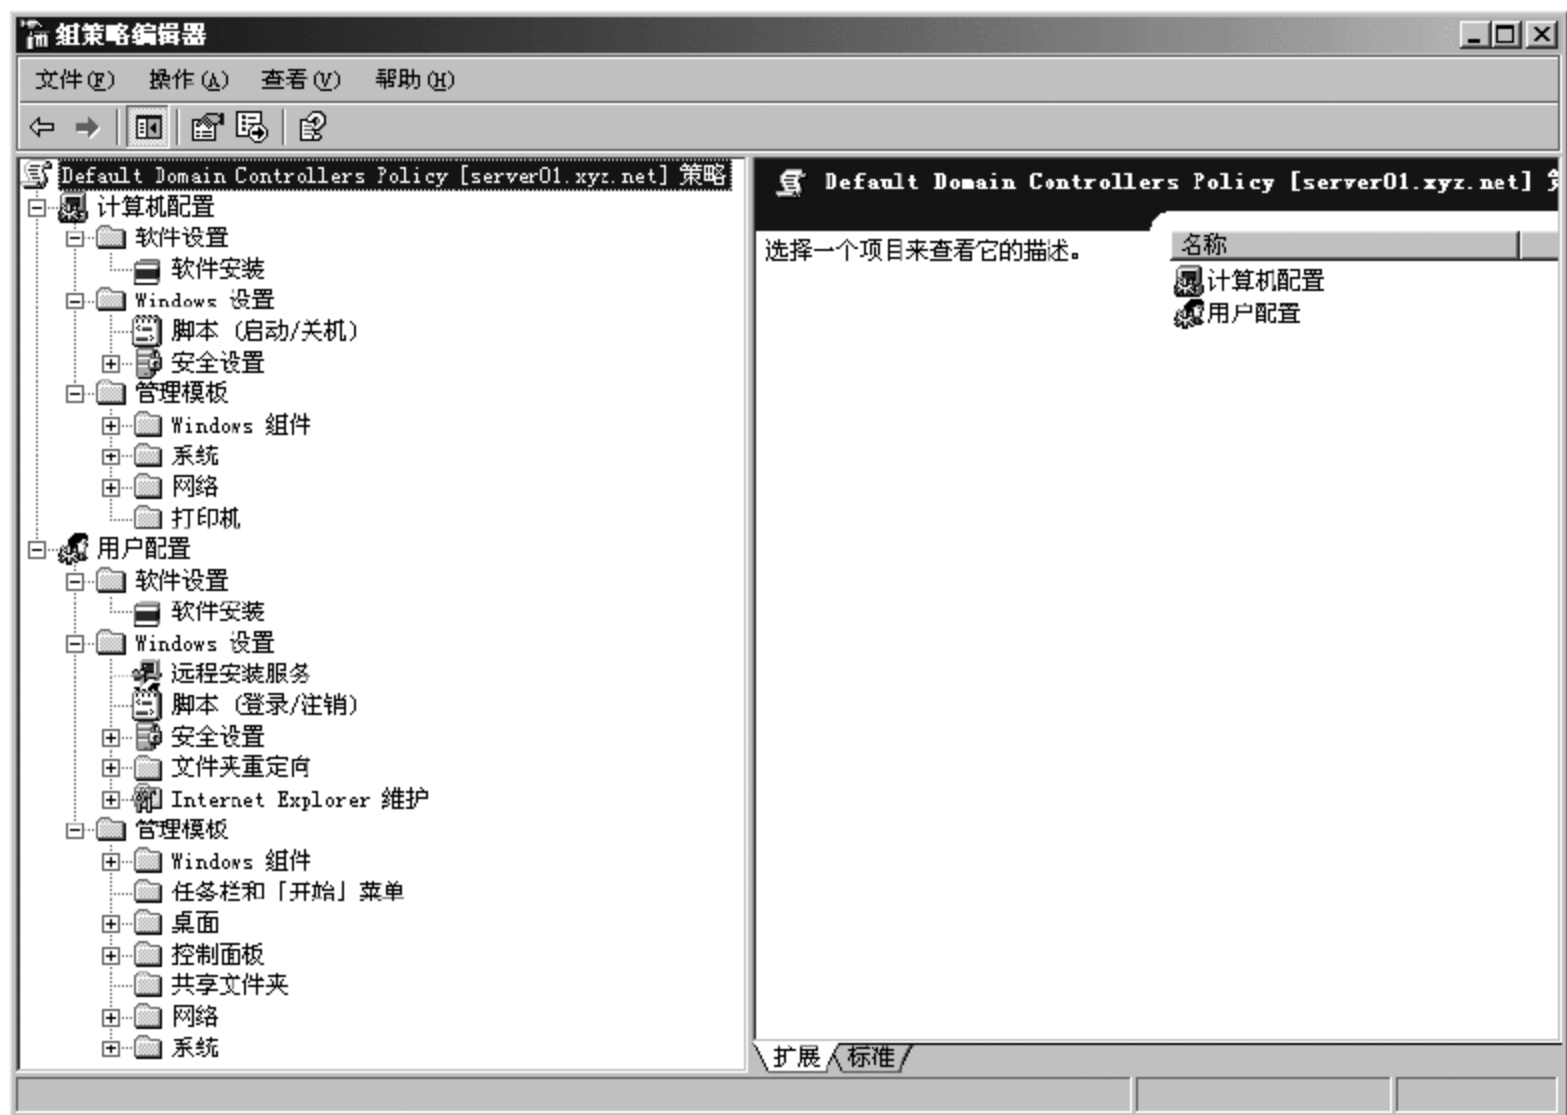 组策略编辑器
文件(F) 操作(A) 查看(V) 帮助(H)
Default Domain Controllers Policy [server01.xyz.net] 策略
计算机配置
软件设置
软件安装
Windows 设置
脚本 (启动/关机)
安全设置
管理模板
Windows 组件
系统
网络
打印机
用户配置
软件设置
软件安装
Windows 设置
远程安装服务
脚本 (登录/注销)
安全设置
文件夹重定向
Internet Explorer 维护
管理模板
Windows 组件
任务栏和「开始」菜单
桌面
控制面板
共享文件夹
网络
系统
Default Domain Controllers Policy [server01.xyz.net]
选择一个项目来查看它的描述。
名称
计算机配置
用户配置
扩展 标准